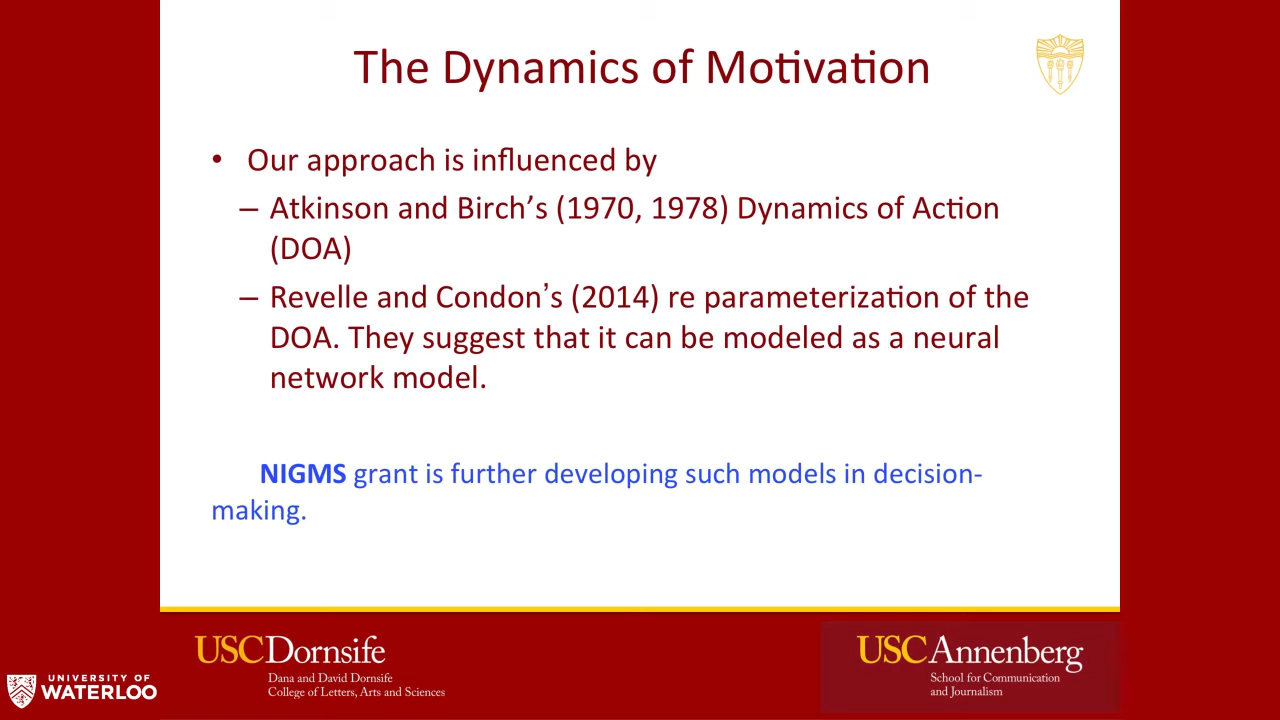 The Dynamics of Motivation
• Our approach is influenced by
– Atkinson and Birch’s (1970, 1978) Dynamics of Action
(DOA)
– Revelle and Condon’s (2014) re parameterization of the
DOA. They suggest that it can be modeled as a neural
network model.
NIGMS grant is further developing such models in decision-
making.
USC Dornsife
Dana and David Dornsife
College of Letters, Arts and Sciences
USC Annenberg
School for Communication
and Journalism
UNIVERSITY OF
WATERLOO